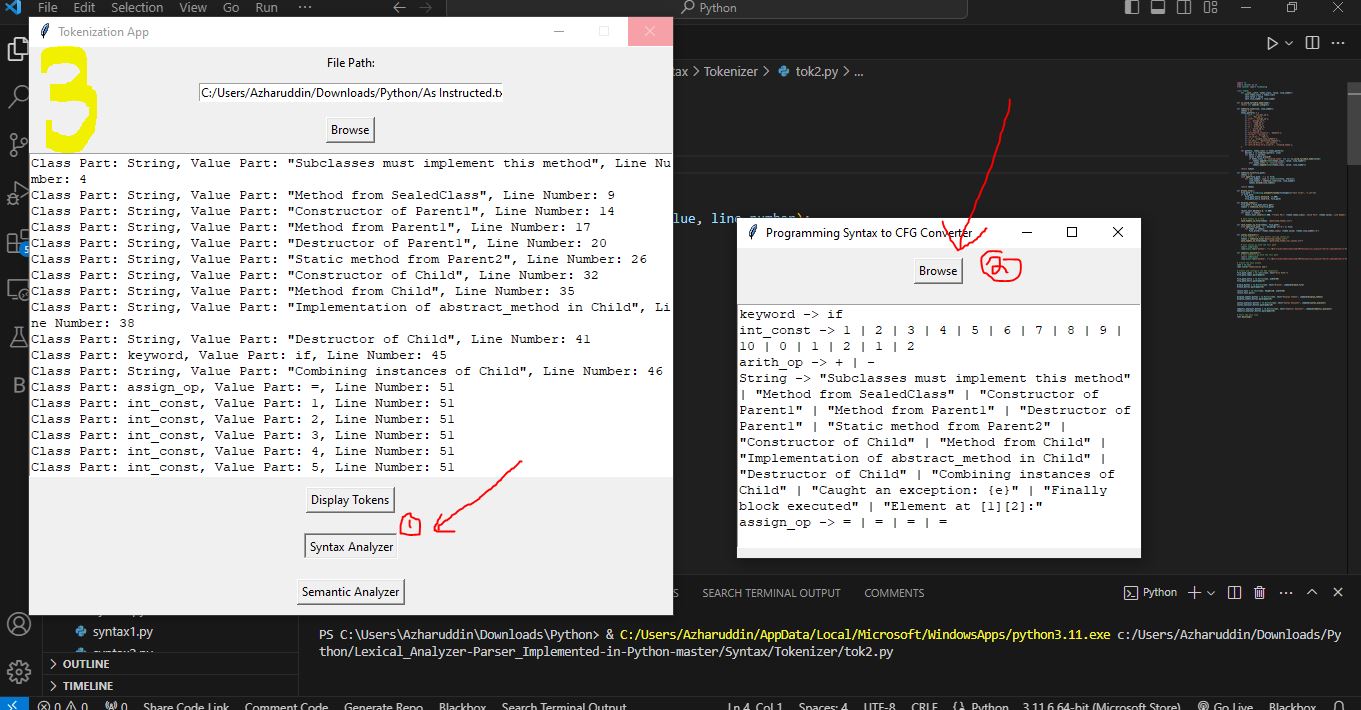 File Edit Selection View Go Run ... Python
Tokenization App
3
File Path:
C:/Users/Azharuddin/Downloads/Python/As Instructed.tx
Browse
Class Part: String, Value Part: "Subclasses must implement this method", Line Nu
mber: 4
Class Part: String, Value Part: "Method from SealedClass", Line Number: 9
Class Part: String, Value Part: "Constructor of Parent1", Line Number: 14
Class Part: String, Value Part: "Method from Parent1", Line Number: 17
Class Part: String, Value Part: "Destructor of Parent1", Line Number: 20
Class Part: String, Value Part: "Static method from Parent2", Line Number: 26
Class Part: String, Value Part: "Constructor of Child", Line Number: 32
Class Part: String, Value Part: "Method from Child", Line Number: 35
Class Part: String, Value Part: "Implementation of abstract_method in Child", Li
ne Number: 38
Class Part: String, Value Part: "Destructor of Child", Line Number: 41
Class Part: keyword, Value Part: if, Line Number: 45
Class Part: String, Value Part: "Combining instances of Child", Line Number: 46
Class Part: assign_op, Value Part: =, Line Number: 51
Class Part: int_const, Value Part: 1, Line Number: 51
Class Part: int_const, Value Part: 2, Line Number: 51
Class Part: int_const, Value Part: 3, Line Number: 51
Class Part: int_const, Value Part: 4, Line Number: 51
Class Part: int_const, Value Part: 5, Line Number: 51
Display Tokens
1
Syntax Analyzer
Semantic Analyzer
tax > Tokenizer > tok2.py > ...
lue, line_number):
Programming Syntax to CFG Converter
Browse
2
keyword -> if
int_const -> 1 | 2 | 3 | 4 | 5 | 6 | 7 | 8 | 9 |
10 | 0 | 1 | 2 | 1 | 2
arith_op -> + | -
String -> "Subclasses must implement this method"
| "Method from SealedClass" | "Constructor of
Parent1" | "Method from Parent1" | "Destructor of
Parent1" | "Static method from Parent2" |
"Constructor of Child" | "Method from Child" |
"Implementation of abstract_method in Child" |
"Destructor of Child" | "Combining instances of
Child" | "Caught an exception: {e}" | "Finally
block executed" | "Element at [1][2]:"
assign_op -> = | = | = | =
S SEARCH TERMINAL OUTPUT COMMENTS Python
PS C:\Users\Azharuddin\Downloads\Python> & C:/Users/Azharuddin/AppData/Local/Microsoft/WindowsApps/python3.11.exe c:/Users/Azharuddin/Downloads/Py
thon/Lexical_Analyzer-Parser_Implemented-in-Python-master/Syntax/Tokenizer/tok2.py
syntax1.py
syntax2.py
OUTLINE
TIMELINE
0 0 0 Share Code Link Comment Code Generate Report Blackbox Search Terminal Output Ln 4, Col 1 Spaces: 4 UTF-8 CRLF Python 3.11.6 64-bit (Microsoft Store) Go Live Blackbox